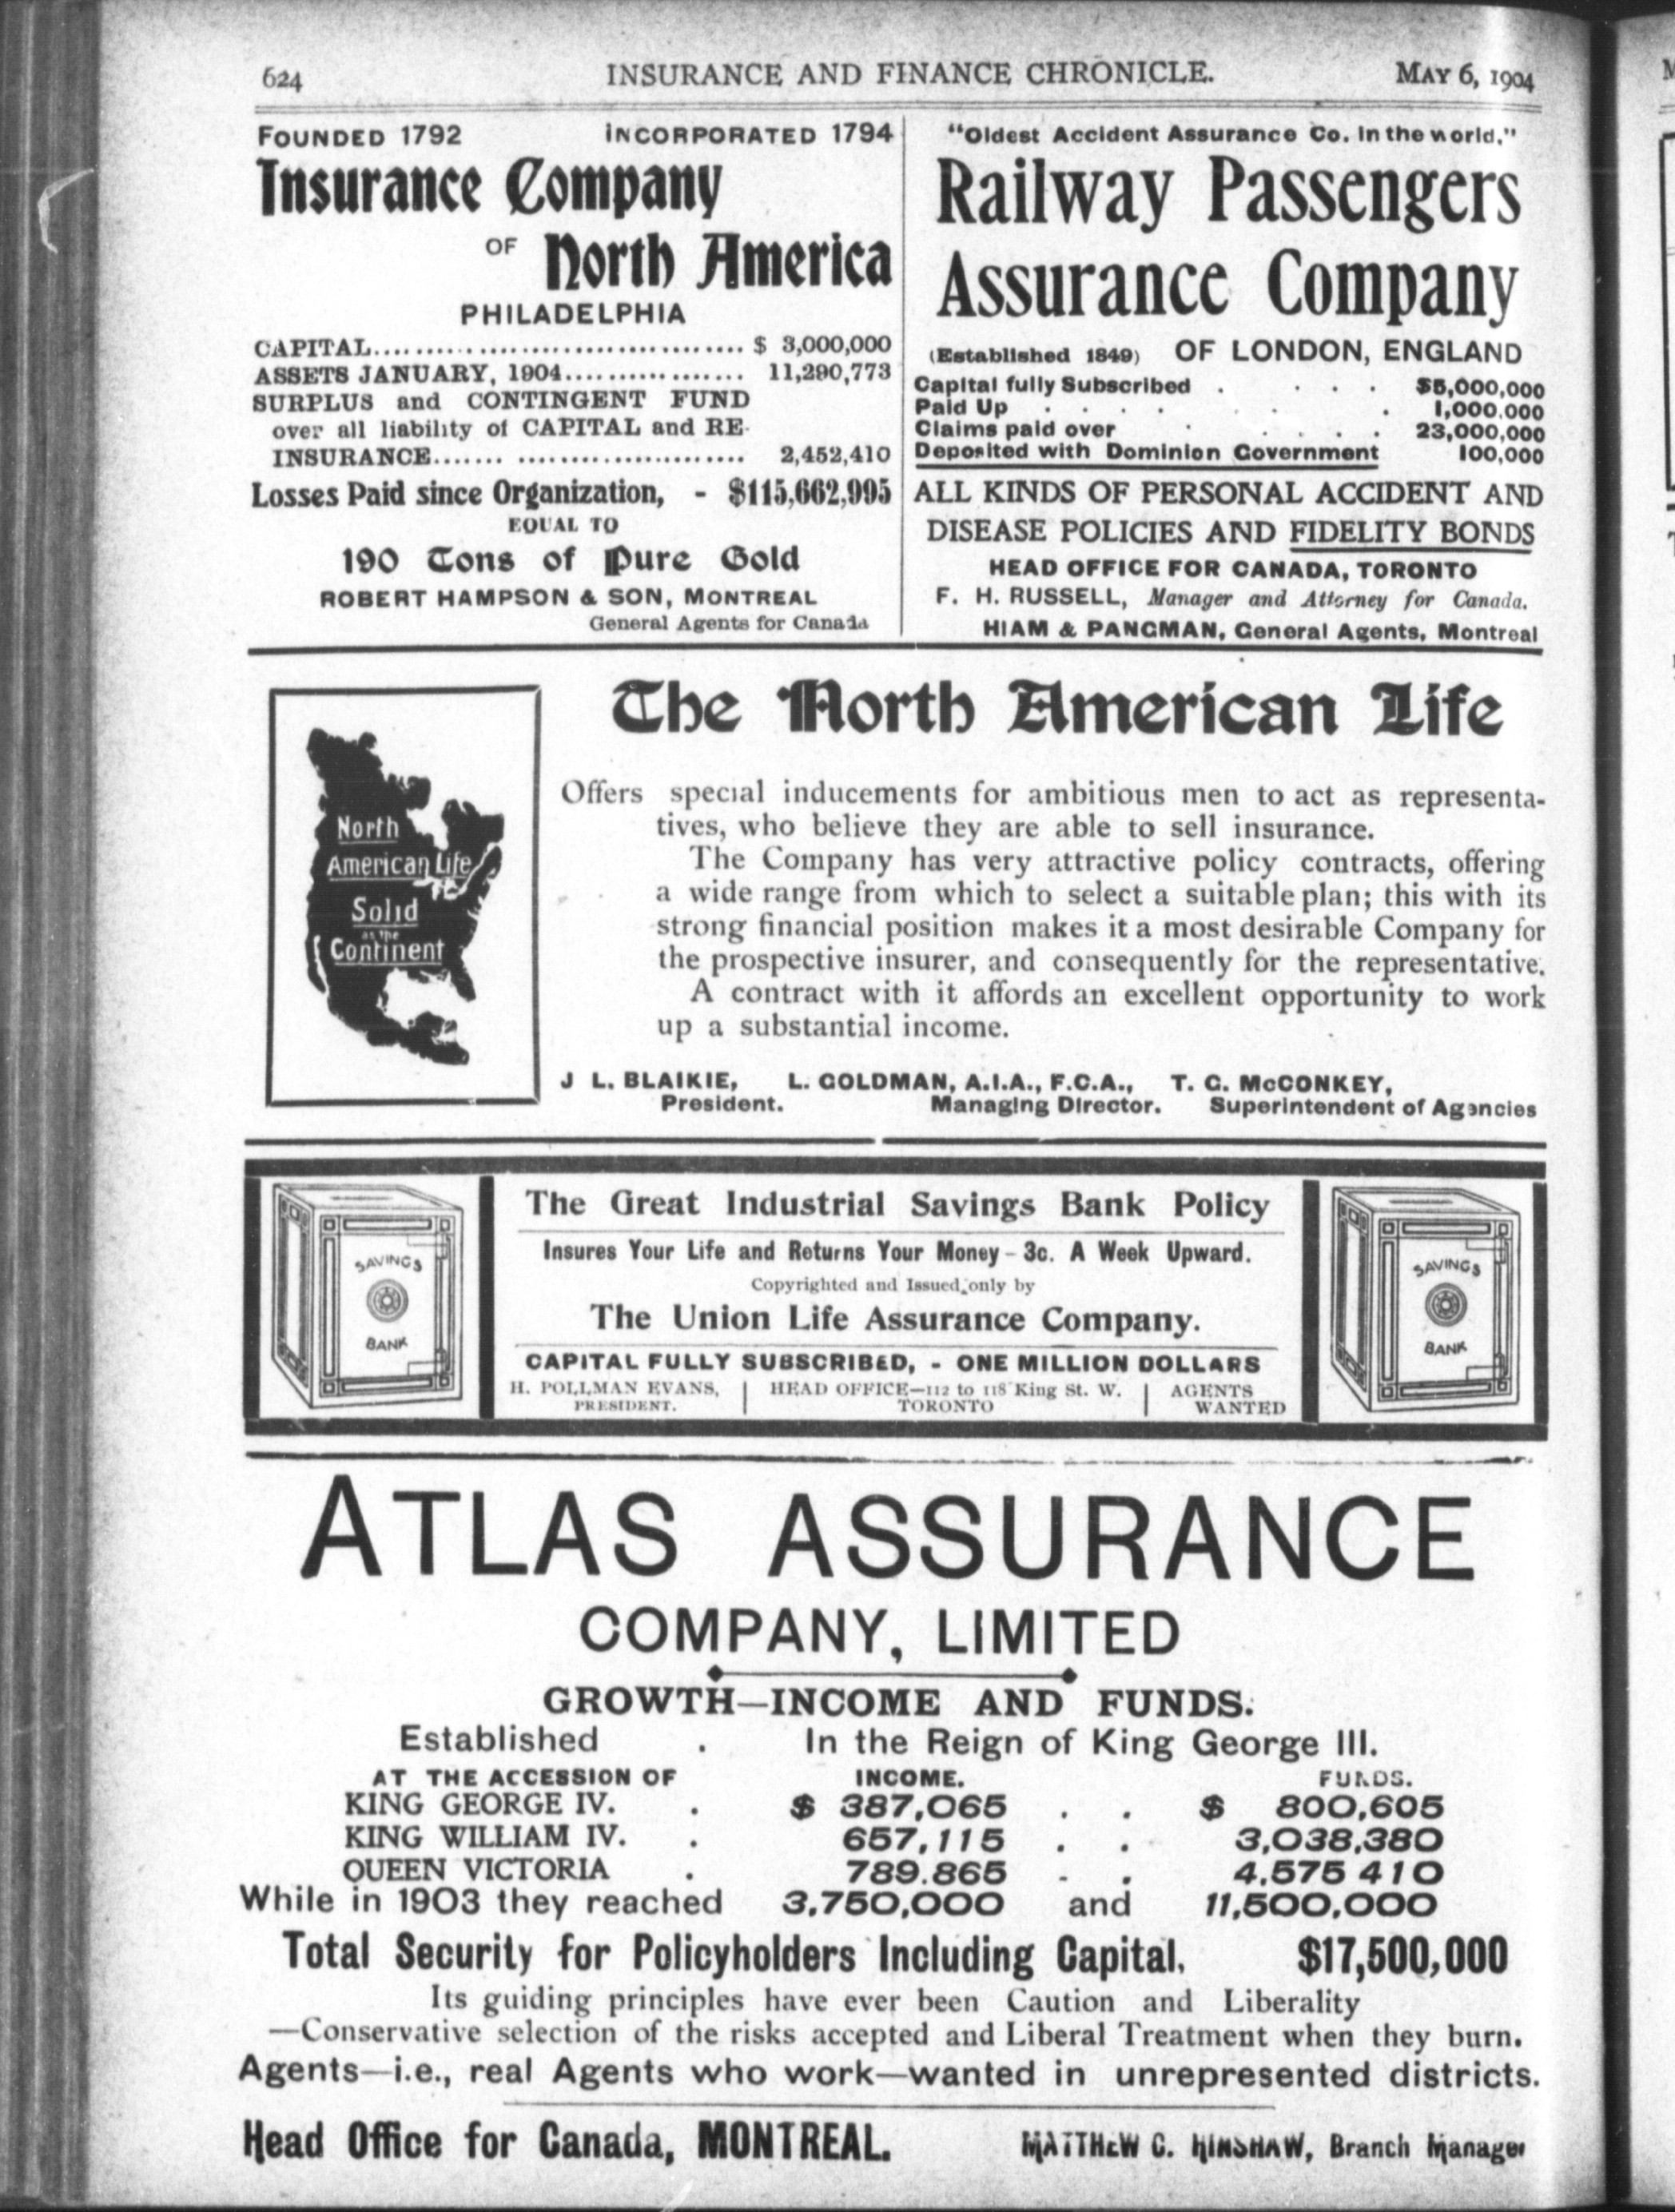 624 INSURANCE AND FINANCE CHRONICLE. MAY 6, 1904
FOUNDED 1792 INCORPORATED 1794
Insurance Company
OF North America
PHILADELPHIA
CAPITAL.................................... $ 3,000,000
ASSETS JANUARY, 1904.................. 11,290,773
SURPLUS and CONTINGENT FUND
over all liability of CAPITAL and RE-
INSURANCE....... ...................... 2,452,410
Losses Paid since Organization, - $115,662,995
EQUAL TO
190 Tons of Pure Gold
ROBERT HAMPSON & SON, MONTREAL
General Agents for Canada
"Oldest Accident Assurance Co. in the world."
Railway Passengers
Assurance Company
(Established 1849) OF LONDON, ENGLAND
Capital fully Subscribed . . . . $5,000,000
Paid Up . . . . . . . 1,000,000
Claims paid over . . . . . 23,000,000
Deposited with Dominion Government 100,000
ALL KINDS OF PERSONAL ACCIDENT AND
DISEASE POLICIES AND FIDELITY BONDS
HEAD OFFICE FOR CANADA, TORONTO
F. H. RUSSELL, Manager and Attorney for Canada.
HIAM & PANGMAN, General Agents, Montreal
North
American Life
Solid
as the
Continent
The North American Life
Offers special inducements for ambitious men to act as representa-
tives, who believe they are able to sell insurance.
The Company has very attractive policy contracts, offering
a wide range from which to select a suitable plan; this with its
strong financial position makes it a most desirable Company for
the prospective insurer, and consequently for the representative.
A contract with it affords an excellent opportunity to work
up a substantial income.
J L. BLAIKIE, L. GOLDMAN, A.I.A., F.C.A., T. G. McCONKEY,
President. Managing Director. Superintendent of Agencies
SAVINGS
BANK
The Great Industrial Savings Bank Policy
Insures Your Life and Returns Your Money - 3c. A Week Upward.
Copyrighted and Issued only by
The Union Life Assurance Company.
CAPITAL FULLY SUBSCRIBED, - ONE MILLION DOLLARS
H. POLLMAN EVANS, | HEAD OFFICE—112 to 118 King St. W. | AGENTS
PRESIDENT. TORONTO WANTED
SAVINGS
BANK
ATLAS ASSURANCE
COMPANY, LIMITED
GROWTH—INCOME AND FUNDS.
Established . In the Reign of King George III.
AT THE ACCESSION OF INCOME. FUNDS.
KING GEORGE IV. . $ 387,065 . . $ 800,605
KING WILLIAM IV. . 657,115 . . 3,038,380
QUEEN VICTORIA . 789.865 - . 4,575 410
While in 1903 they reached 3,750,000 and 11,500,000
Total Security for Policyholders Including Capital, $17,500,000
Its guiding principles have ever been Caution and Liberality
—Conservative selection of the risks accepted and Liberal Treatment when they burn.
Agents—i.e., real Agents who work—wanted in unrepresented districts.
Head Office for Canada, MONTREAL. MATTHEW C. HINSHAW, Branch Manager